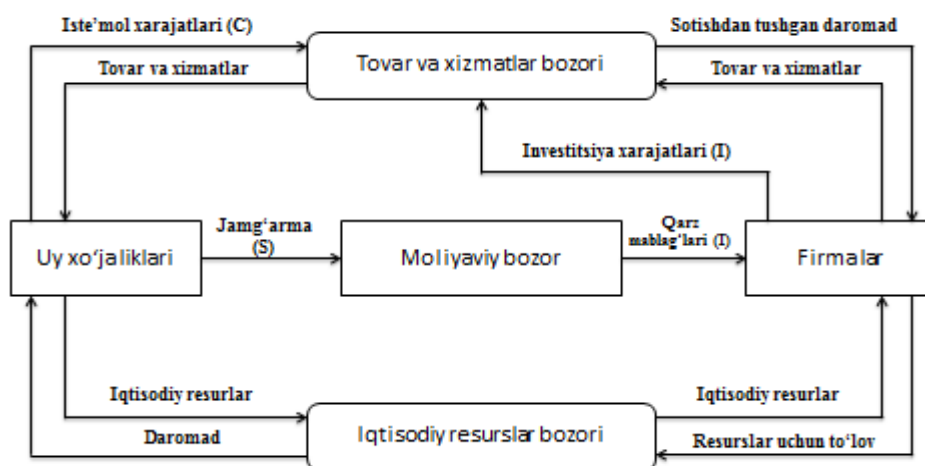 Iste’mol xarajatlari (C)
Sotishdan tushgan daromad
Tovar va xizmatlar bozori
Tovar va xizmatlar
Tovar va xizmatlar
Investitsiya xarajatlari (I)
Jamg‘arma
(S)
Qarz
mablag‘lari (I)
Uy xo‘jaliklari
Moliyaviy bozor
Firmalar
Iqtisodiy resurlar
Iqtisodiy resurlar
Iqtisodiy resurslar bozori
Daromad
Resurslar uchun to‘lov